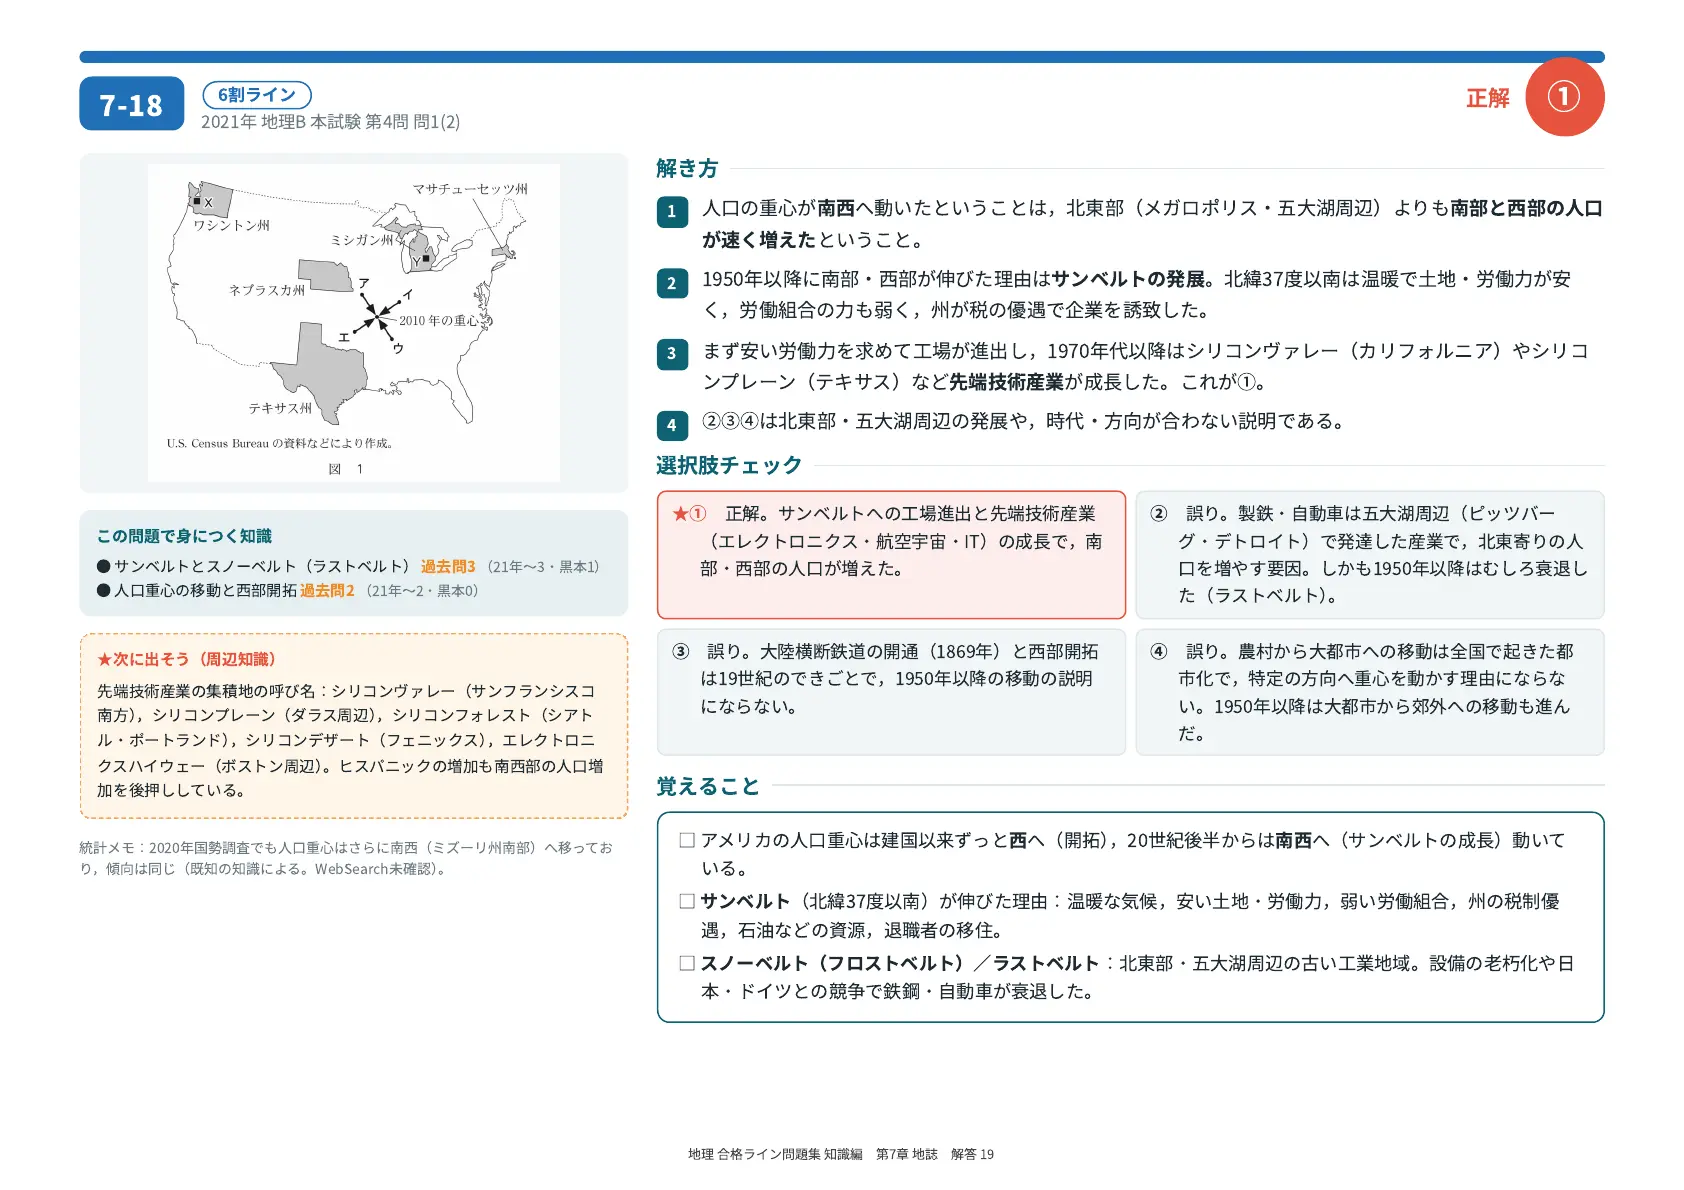 7-18
6割ライン
2021年 地理B 本試験 第4問 問1(2)
正解 ①
マサチューセッツ州
X
ワシントン州
ミシガン州
Y
ネブラスカ州
ア
イ
2010 年の重心
エ
ウ
テキサス州
U.S. Census Bureau の資料などにより作成。
図 1
この問題で身につく知識
●サンベルトとスノーベルト（ラストベルト） 過去問3 （21年～3・黒本1）
●人口重心の移動と西部開拓 過去問2 （21年～2・黒本0）
★次に出そう（周辺知識）
先端技術産業の集積地の呼び名：シリコンヴァレー（サンフランシスコ
南方），シリコンプレーン（ダラス周辺），シリコンフォレスト（シアト
ル・ポートランド），シリコンデザート（フェニックス），エレクトロニ
クスハイウェー（ボストン周辺）。ヒスパニックの増加も南西部の人口増
加を後押ししている。
統計メモ：2020年国勢調査でも人口重心はさらに南西（ミズーリ州南部）へ移ってお
り，傾向は同じ（既知の知識による。WebSearch未確認）。
解き方
1 人口の重心が南西へ動いたということは，北東部（メガロポリス・五大湖周辺）よりも南部と西部の人口
が速く増えたということ。
2 1950年以降に南部・西部が伸びた理由はサンベルトの発展。北緯37度以南は温暖で土地・労働力が安
く，労働組合の力も弱く，州が税の優遇で企業を誘致した。
3 まず安い労働力を求めて工場が進出し，1970年代以降はシリコンヴァレー（カリフォルニア）やシリコ
ンプレーン（テキサス）など先端技術産業が成長した。これが①。
4 ②③④は北東部・五大湖周辺の発展や，時代・方向が合わない説明である。
選択肢チェック
★① 正解。サンベルトへの工場進出と先端技術産業
（エレクトロニクス・航空宇宙・IT）の成長で，南
部・西部の人口が増えた。
② 誤り。製鉄・自動車は五大湖周辺（ピッツバー
グ・デトロイト）で発達した産業で，北東寄りの人
口を増やす要因。しかも1950年以降はむしろ衰退し
た（ラストベルト）。
③ 誤り。大陸横断鉄道の開通（1869年）と西部開拓
は19世紀のできごとで，1950年以降の移動の説明
にならない。
④ 誤り。農村から大都市への移動は全国で起きた都
市化で，特定の方向へ重心を動かす理由にならな
い。1950年以降は大都市から郊外への移動も進ん
だ。
覚えること
□ アメリカの人口重心は建国以来ずっと西へ（開拓），20世紀後半からは南西へ（サンベルトの成長）動いて
いる。
□ サンベルト（北緯37度以南）が伸びた理由：温暖な気候，安い土地・労働力，弱い労働組合，州の税制優
遇，石油などの資源，退職者の移住。
□ スノーベルト（フロストベルト）／ラストベルト：北東部・五大湖周辺の古い工業地域。設備の老朽化や日
本・ドイツとの競争で鉄鋼・自動車が衰退した。
地理 合格ライン問題集 知識編 第7章 地誌 解答 19